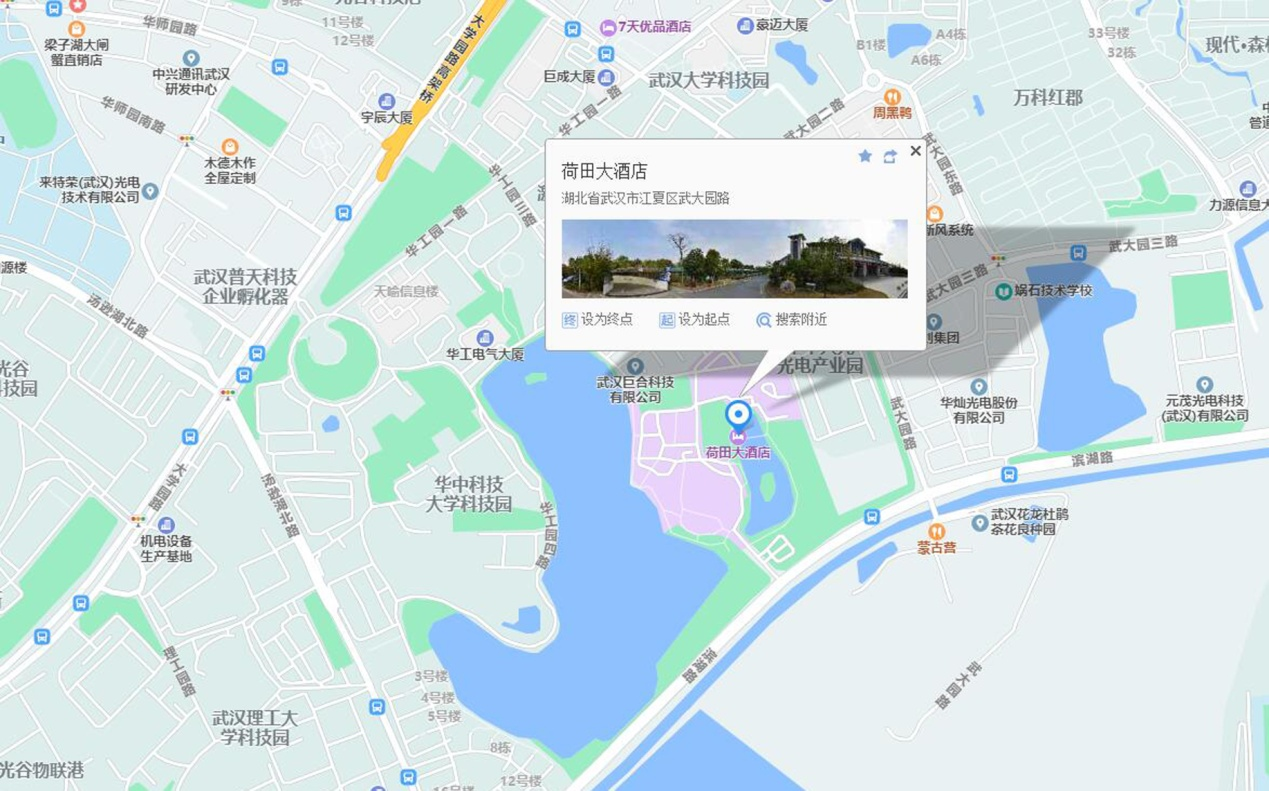 华师园路
11号楼
12号楼
7天优品酒店
豪迈大厦
A4栋
B1楼
A6栋
33号楼
32栋
梁子湖大闸
蟹直销店
中兴通讯武汉
研发中心
大学园路高架桥
巨成大厦
武汉大学科技园
万科红郡
周黑鸭
宇辰大厦
华师园南路
华工园一路
武大园二路
武大园东路
木德木作
全屋定制
来特荣(武汉)光电
技术有限公司
华工园三路
华工园一路
荷田大酒店
湖北省武汉市江夏区武大园路
终 设为终点
起 设为起点
搜索附近
新风系统
力源信息大
武大园三路
武大园三路
娲石技术学校
武汉普天科技
企业孵化器
天喻信息楼
汤逊湖北路
源楼
华工电气大厦
集团
光谷
科技园
武汉巨合科技
有限公司
光电产业园
华灿光电股份
有限公司
元茂光电科技
(武汉)有限公司
武大园路
荷田大酒店
滨湖路
大学园路
汤逊湖北路
华中科技
大学科技园
华工园四路
机电设备
生产基地
武汉花龙杜鹃
茶花良种园
蒙古营
理工园路
3号楼
4号楼
5号楼
滨湖路
武大园路
武汉理工大
学科技园
8栋
12号楼
光谷物联港